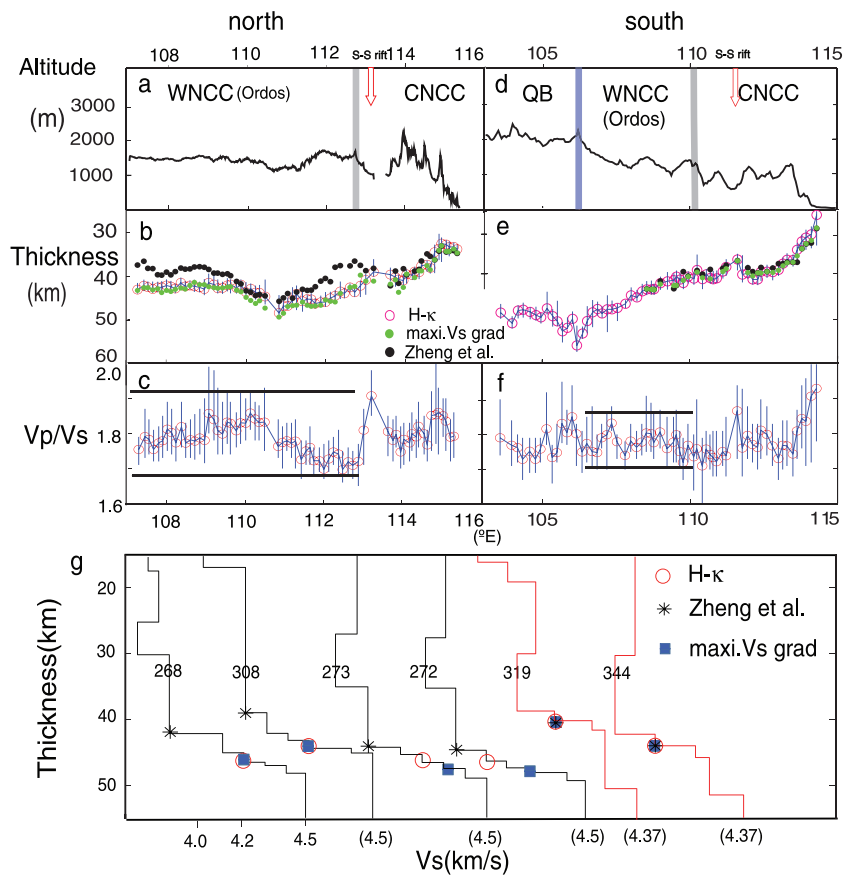 north south
108 110 112 S-S rift 114 116 105 110 S-S rift 115
Altitude
(m)
3000
2000
1000
a WNCC (Ordos) CNCC
d QB WNCC CNCC
(Ordos)
Thickness
(km)
30
40
50
60
b
H-κ
maxi.Vs grad
Zheng et al.
e
Vp/Vs
2.0
1.8
1.6
c
f
108 110 112 114 116 105 110 115
(ºE)
g
Thickness(km)
20
30
40
50
268 308 273 272 319 344
H-κ
Zheng et al.
maxi.Vs grad
4.0 4.2 4.5 (4.5) (4.5) (4.5) (4.37) (4.37)
Vs(km/s)